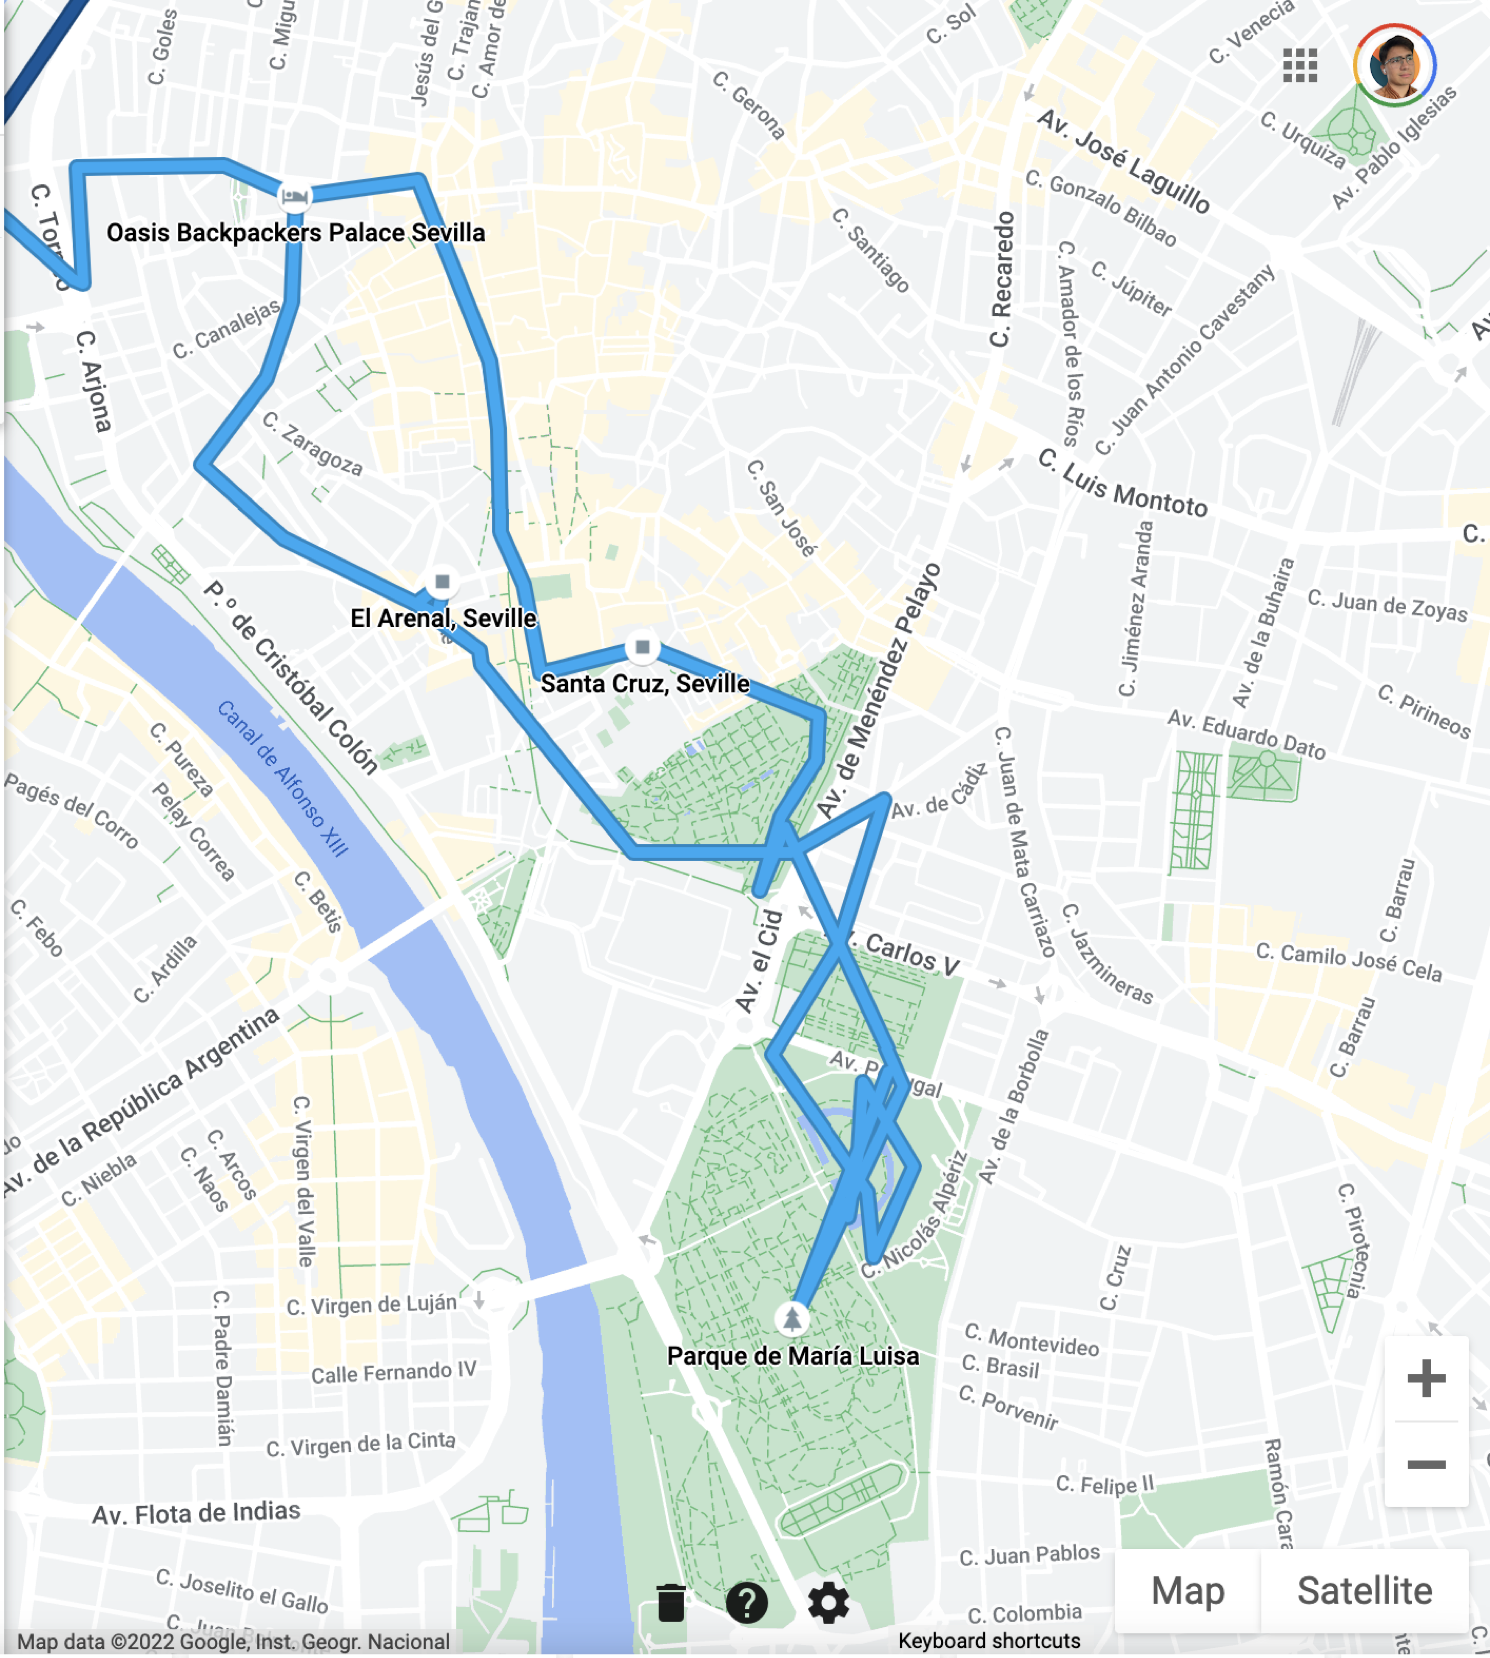 C. Goles
C. Migu
Jesús del G
C. Trajan
C. Amor de
C. Sol
C. Venecia
C. Gerona
C. Urquiza
Av. Pablo Iglesias
Av. José Laguillo
C. Gonzalo Bilbao
C. Torneo
Oasis Backpackers Palace Sevilla
C. Santiago
C. Recaredo
C. Amador de los Ríos
C. Júpiter
C. Juan Antonio Cavestany
C. Canalejas
C. Arjona
C. Zaragoza
C. San José
C. Luis Montoto
C.
C. Jiménez Aranda
C. Juan de Zoyas
Av. de la Buhaira
P.º de Cristóbal Colón
El Arenal, Seville
Santa Cruz, Seville
Av. de Menéndez Pelayo
C. Pirineos
Av. Eduardo Dato
Canal de Alfonso XIII
C. Pureza
Pagés del Corro
Pelay Correa
Av. de Cádiz
C. Juan de Mata Carriazo
C. Betis
C. Febo
C. Ardilla
Av. el Cid
Carlos V
C. Jazmineras
C. Barrau
C. Camilo José Cela
C. Barrau
Av. de la República Argentina
Av. P gal
Av. de la Borbolla
C. Niebla
C. Arcos
C. Naos
C. Virgen del Valle
C. Nicolás Alpériz
C. Pirotecnia
C. Cruz
C. Virgen de Luján
C. Padre Damián
Parque de María Luisa
C. Montevideo
C. Brasil
Calle Fernando IV
C. Porvenir
C. Virgen de la Cinta
C. Felipe II
Ramón Cara
Av. Flota de Indias
C. Juan Pablos
C. Joselito el Gallo
C. Colombia
Map
Satellite
Map data ©2022 Google, Inst. Geogr. Nacional
Keyboard shortcuts